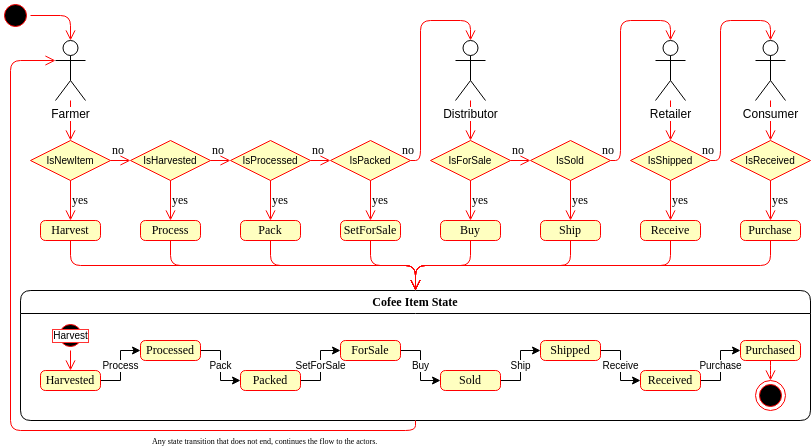 Farmer
Distributor
Retailer
Consumer
IsNewItem
no
IsHarvested
no
IsProcessed
no
IsPacked
no
IsForSale
no
IsSold
no
IsShipped
no
IsReceived
yes
yes
yes
yes
yes
yes
yes
yes
Harvest
Process
Pack
SetForSale
Buy
Ship
Receive
Purchase
Cofee Item State
Harvest
Processed
ForSale
Shipped
Purchased
Process
Pack
SetForSale
Buy
Ship
Receive
Purchase
Harvested
Packed
Sold
Received
Any state transition that does not end, continues the flow to the actors.